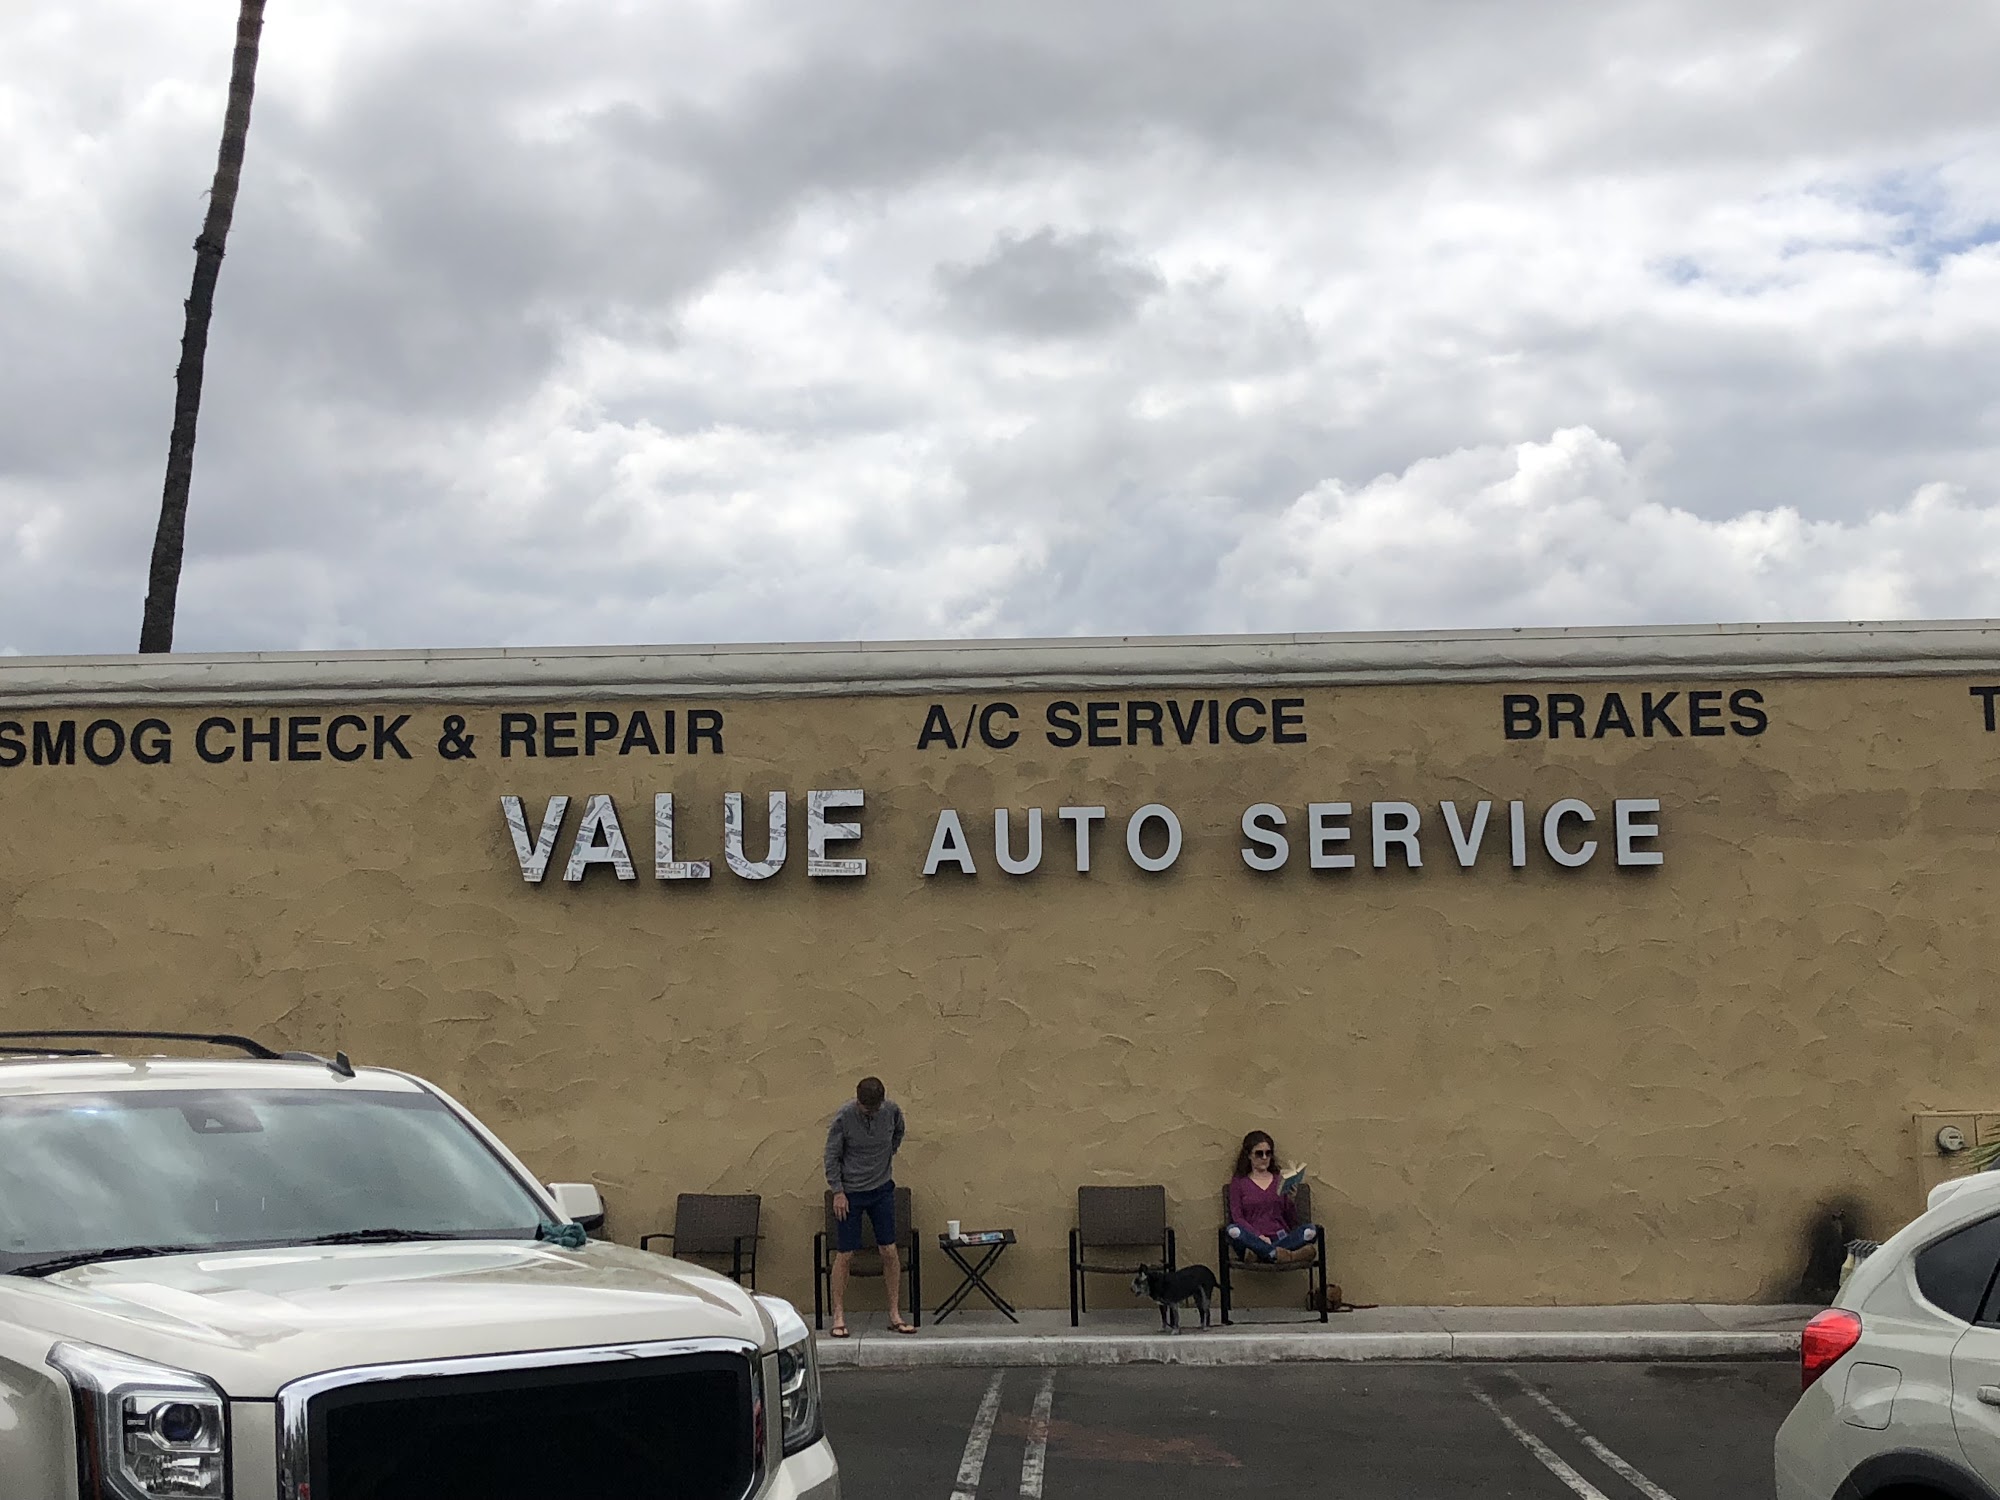 SMOG CHECK & REPAIR A/C SERVICE BRAKES T
VALUE AUTO SERVICE